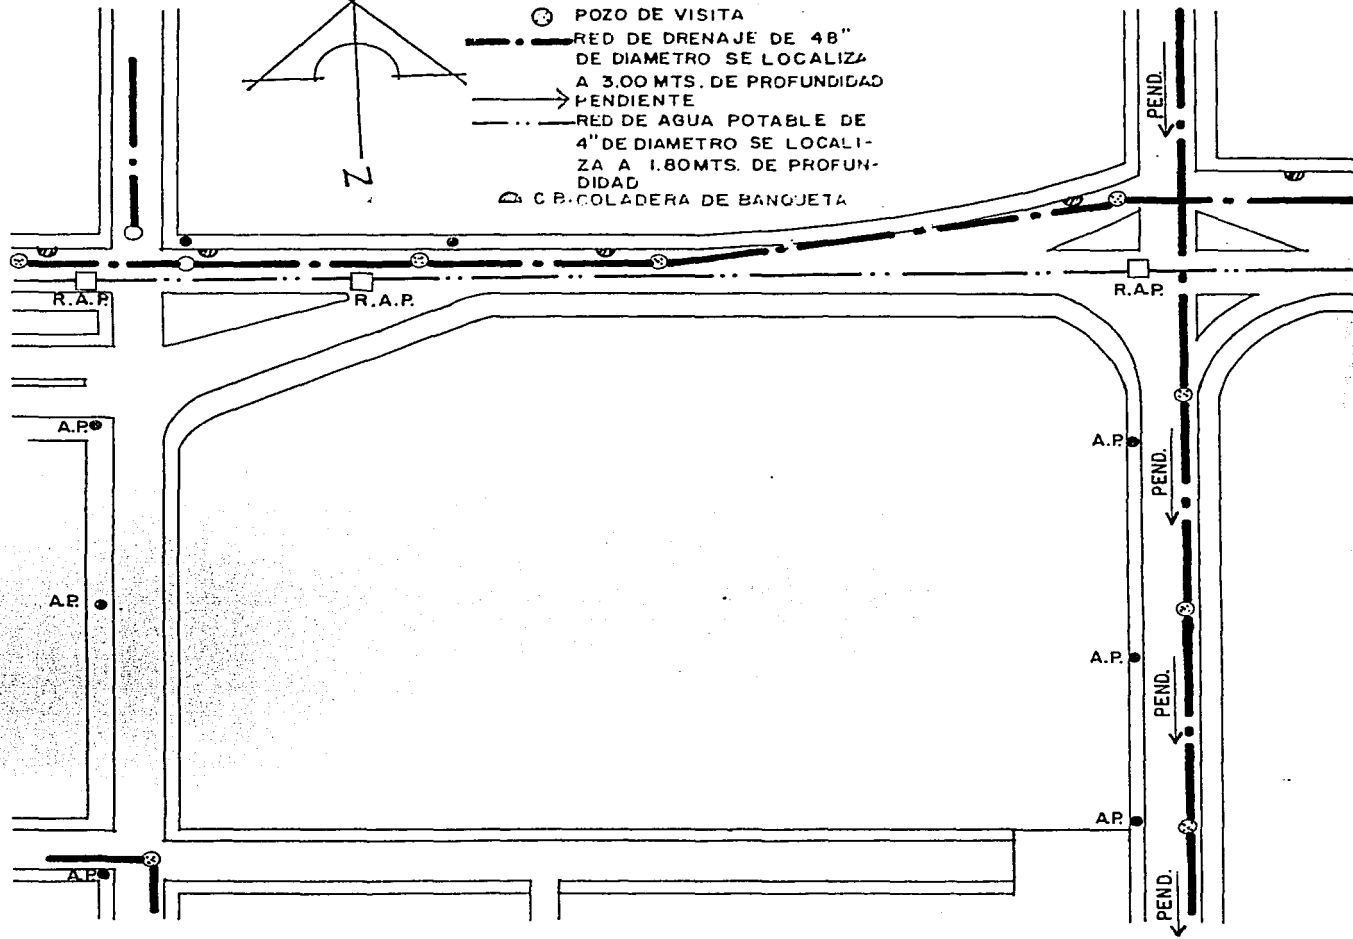 POZO DE VISITA
RED DE DRENAJE DE 48"
DE DIAMETRO SE LOCALIZA
A 3.00 MTS. DE PROFUNDIDAD
PENDIENTE
RED DE AGUA POTABLE DE
4" DE DIAMETRO SE LOCALI-
ZA A 1.80 MTS. DE PROFUN-
DIDAD
C.B. COLADERA DE BANQUETA
N
PEND.
R.A.P.
R.A.P.
R.A.P.
A.P.
A.P.
PEND.
A.P.
A.P.
PEND.
A.P.
A.P.
PEND.